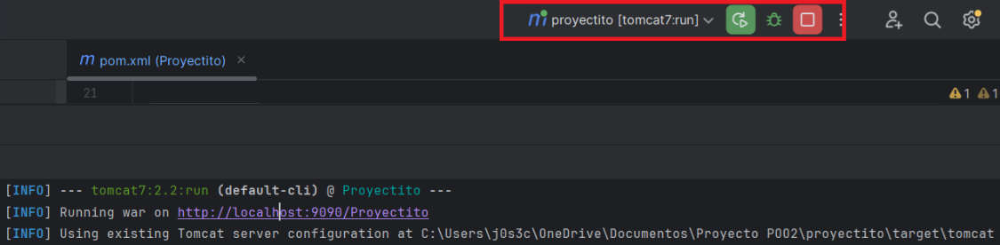 proyectito [tomcat7:run]
m pom.xml (Proyectito)
21
1 1
[INFO] --- tomcat7:2.2:run (default-cli) @ Proyectito ---
[INFO] Running war on http://localhost:9090/Proyectito
[INFO] Using existing Tomcat server configuration at C:\Users\j0s3c\OneDrive\Documentos\Proyecto POO2\proyectito\target\tomcat